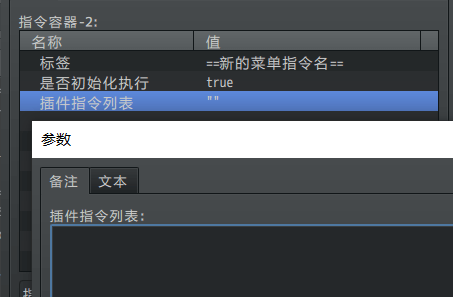 指令容器-2:
名称 值
标签 ==新的菜单指令名==
是否初始化执行 true
插件指令列表 ""
参数
备注 文本
插件指令列表: